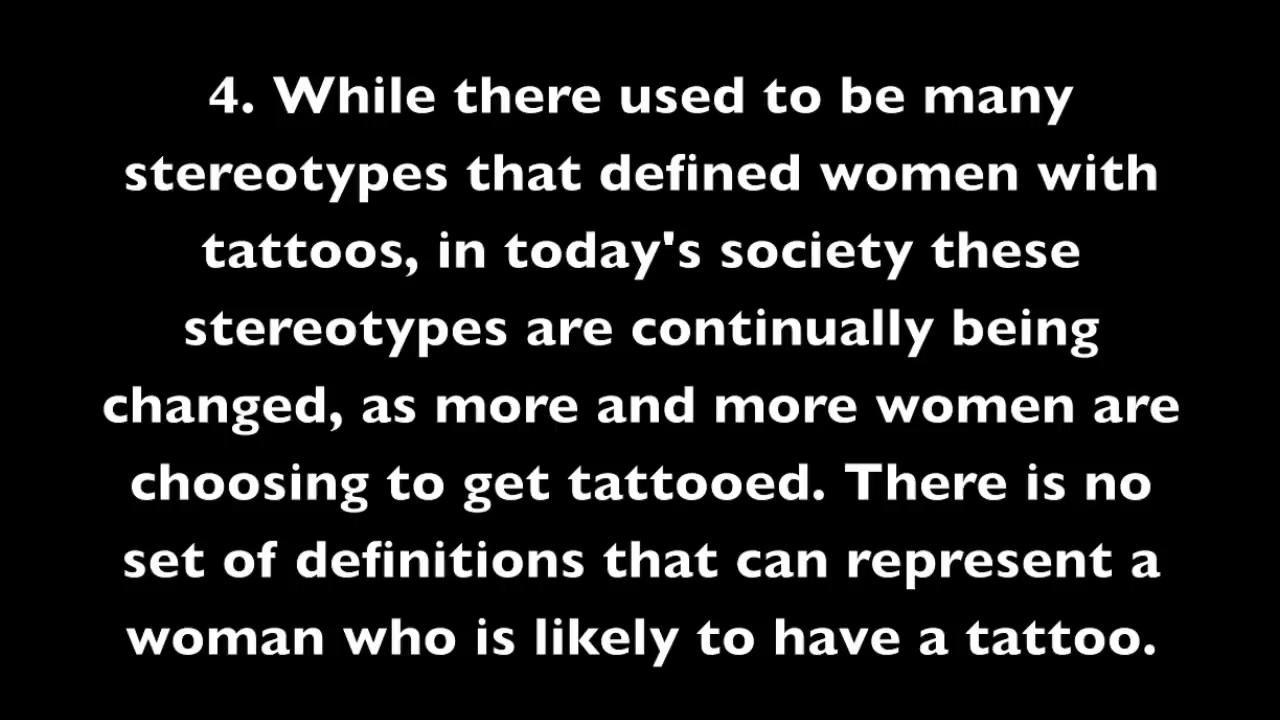 4. While there used to be many
stereotypes that defined women with
tattoos, in today's society these
stereotypes are continually being
changed, as more and more women are
choosing to get tattooed. There is no
set of definitions that can represent a
woman who is likely to have a tattoo.